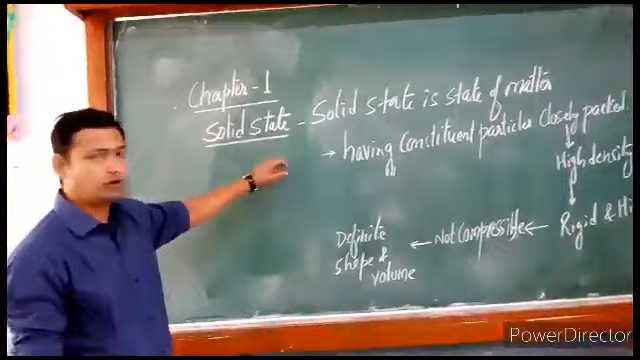 Chapter-1
Solid State - Solid state is state of matter
→ having Constituent particles Closely packed
↓
High density
↓
Rigid &
← Not Compressible ←
Definite
shape &
volume
PowerDirector